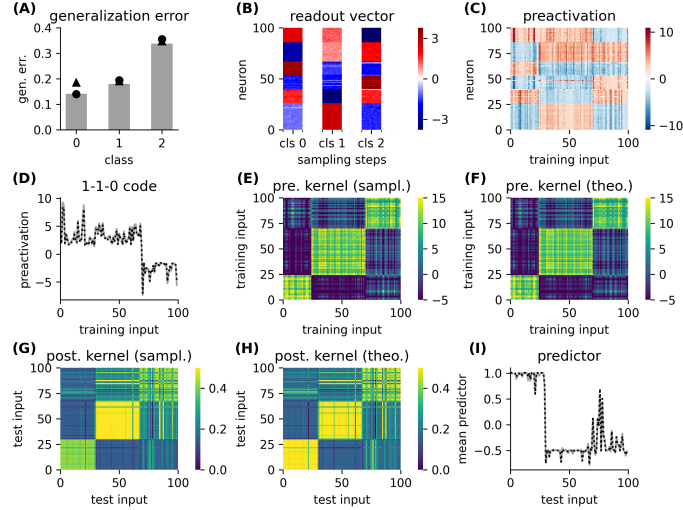 (A) generalization error
gen. err.
0.4
0.3
0.2
0.1
0.0
0 1 2
class
(B) readout vector
neuron
100
50
0
cls 0 cls 1 cls 2
sampling steps
3
0
−3
(C) preactivation
neuron
100
50
0
0 50 100
training input
10
0
−10
(D) 1-1-0 code
preactivation
10
5
0
−5
0 50 100
training input
(E) pre. kernel (sampl.)
training input
100
75
50
25
0
0 50 100
training input
15
10
5
0
−5
(F) pre. kernel (theo.)
training input
100
75
50
25
0
0 50 100
training input
15
10
5
0
−5
(G) post. kernel (sampl.)
test input
100
75
50
25
0
0 50 100
test input
0.4
0.2
0.0
(H) post. kernel (theo.)
test input
100
75
50
25
0
0 50 100
test input
0.4
0.2
0.0
(I) predictor
mean predictor
1.0
0.5
0.0
−0.5
0 50 100
test input